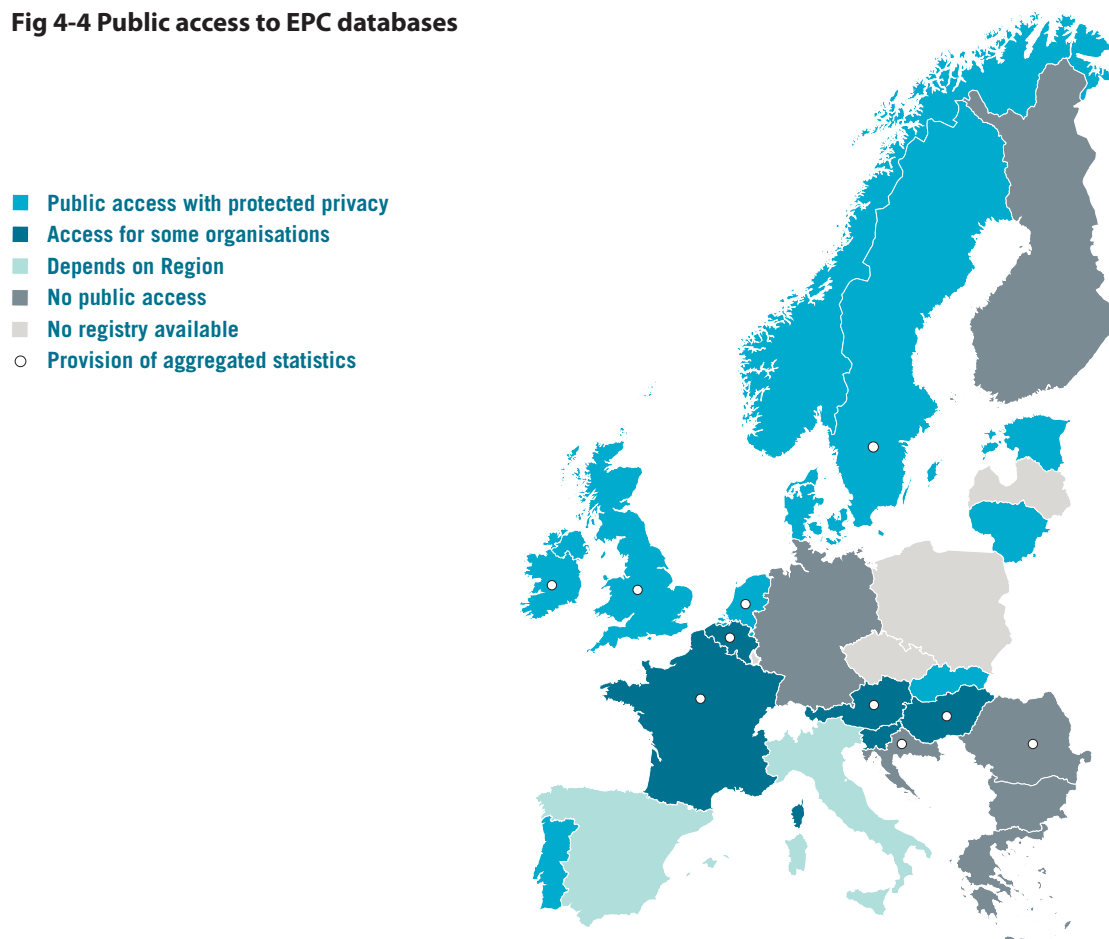 Fig 4-4 Public access to EPC databases
Public access with protected privacy
Access for some organisations
Depends on Region
No public access
No registry available
Provision of aggregated statistics